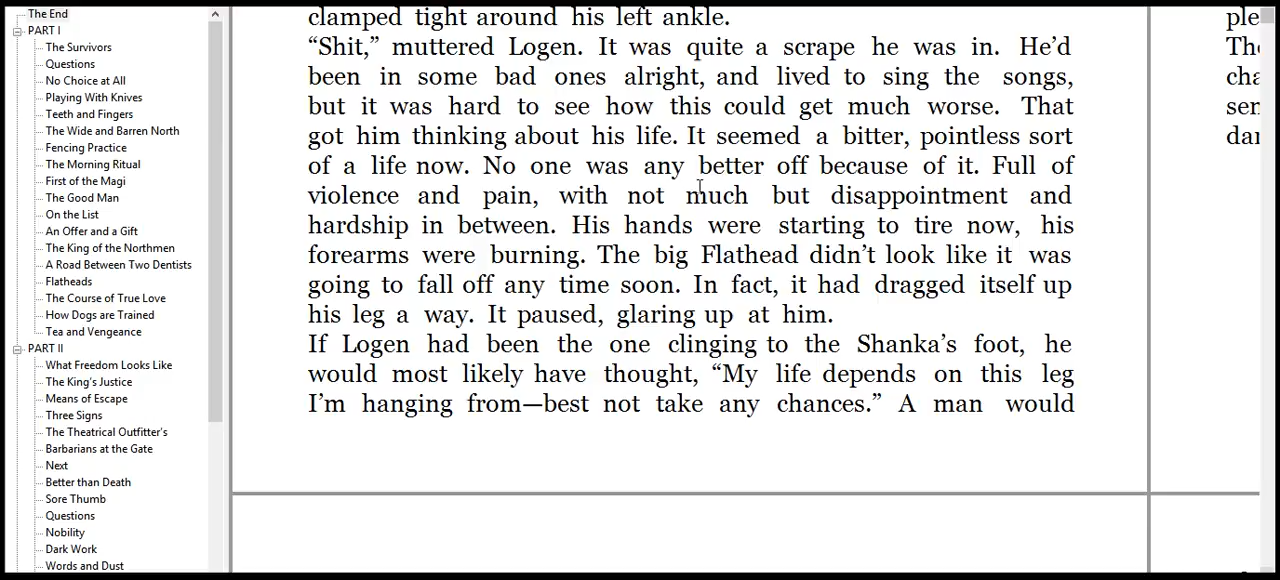 The End
PART I
The Survivors
Questions
No Choice at All
Playing With Knives
Teeth and Fingers
The Wide and Barren North
Fencing Practice
The Morning Ritual
First of the Magi
The Good Man
On the List
An Offer and a Gift
The King of the Northmen
A Road Between Two Dentists
Flatheads
The Course of True Love
How Dogs are Trained
Tea and Vengeance
PART II
What Freedom Looks Like
The King's Justice
Means of Escape
Three Signs
The Theatrical Outfitter's
Barbarians at the Gate
Next
Better than Death
Sore Thumb
Questions
Nobility
Dark Work
Words and Dust
clamped tight around his left ankle.
“Shit,” muttered Logen. It was quite a scrape he was in. He’d
been in some bad ones alright, and lived to sing the songs,
but it was hard to see how this could get much worse. That
got him thinking about his life. It seemed a bitter, pointless sort
of a life now. No one was any better off because of it. Full of
violence and pain, with not much but disappointment and
hardship in between. His hands were starting to tire now, his
forearms were burning. The big Flathead didn’t look like it was
going to fall off any time soon. In fact, it had dragged itself up
his leg a way. It paused, glaring up at him.
If Logen had been the one clinging to the Shanka’s foot, he
would most likely have thought, “My life depends on this leg
I’m hanging from—best not take any chances.” A man would